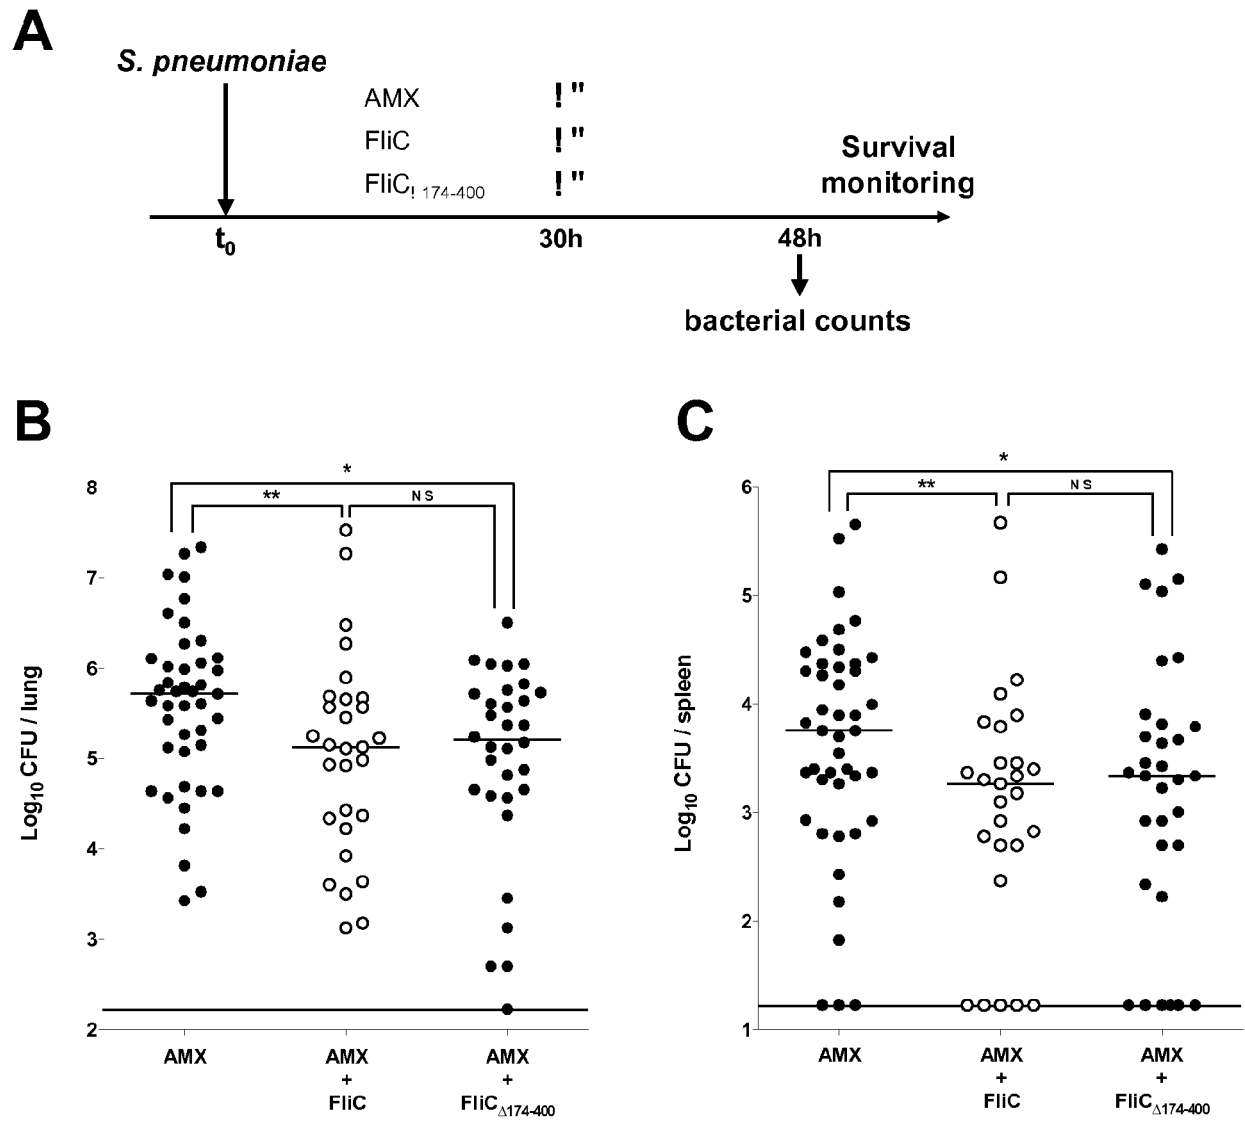 A
S. pneumoniae
AMX ! "
FliC ! "
FliC! 174-400 ! "
Survival
monitoring
t0 30h 48h
bacterial counts
B
8
7
6
5
4
3
2
Log10 CFU / lung
*
** NS
AMX AMX AMX
+ +
FliC FliCΔ174-400
C
6
5
4
3
2
1
Log10 CFU / spleen
*
** NS
AMX AMX AMX
+ +
FliC FliCΔ174-400